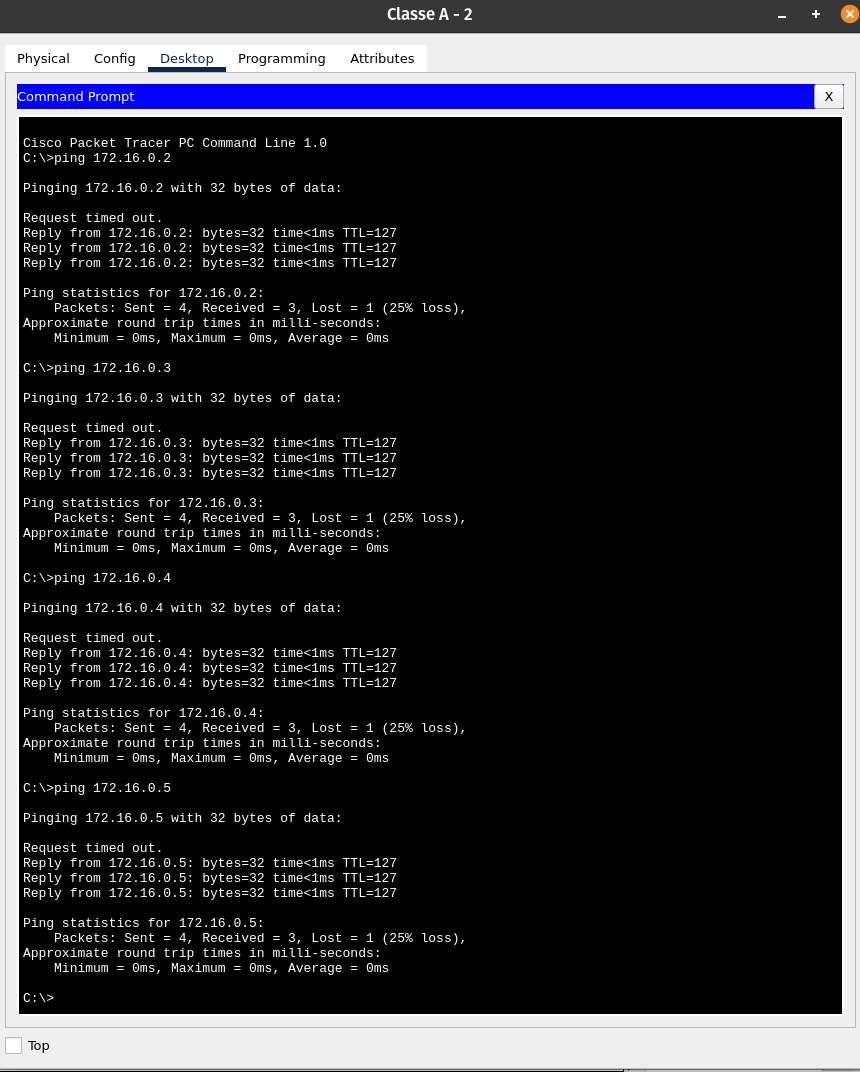 Classe A - 2
Physical Config Desktop Programming Attributes
Command Prompt X
Cisco Packet Tracer PC Command Line 1.0
C:\>ping 172.16.0.2
Pinging 172.16.0.2 with 32 bytes of data:
Request timed out.
Reply from 172.16.0.2: bytes=32 time<1ms TTL=127
Reply from 172.16.0.2: bytes=32 time<1ms TTL=127
Reply from 172.16.0.2: bytes=32 time<1ms TTL=127
Ping statistics for 172.16.0.2:
    Packets: Sent = 4, Received = 3, Lost = 1 (25% loss),
Approximate round trip times in milli-seconds:
    Minimum = 0ms, Maximum = 0ms, Average = 0ms
C:\>ping 172.16.0.3
Pinging 172.16.0.3 with 32 bytes of data:
Request timed out.
Reply from 172.16.0.3: bytes=32 time<1ms TTL=127
Reply from 172.16.0.3: bytes=32 time<1ms TTL=127
Reply from 172.16.0.3: bytes=32 time<1ms TTL=127
Ping statistics for 172.16.0.3:
    Packets: Sent = 4, Received = 3, Lost = 1 (25% loss),
Approximate round trip times in milli-seconds:
    Minimum = 0ms, Maximum = 0ms, Average = 0ms
C:\>ping 172.16.0.4
Pinging 172.16.0.4 with 32 bytes of data:
Request timed out.
Reply from 172.16.0.4: bytes=32 time<1ms TTL=127
Reply from 172.16.0.4: bytes=32 time<1ms TTL=127
Reply from 172.16.0.4: bytes=32 time<1ms TTL=127
Ping statistics for 172.16.0.4:
    Packets: Sent = 4, Received = 3, Lost = 1 (25% loss),
Approximate round trip times in milli-seconds:
    Minimum = 0ms, Maximum = 0ms, Average = 0ms
C:\>ping 172.16.0.5
Pinging 172.16.0.5 with 32 bytes of data:
Request timed out.
Reply from 172.16.0.5: bytes=32 time<1ms TTL=127
Reply from 172.16.0.5: bytes=32 time<1ms TTL=127
Reply from 172.16.0.5: bytes=32 time<1ms TTL=127
Ping statistics for 172.16.0.5:
    Packets: Sent = 4, Received = 3, Lost = 1 (25% loss),
Approximate round trip times in milli-seconds:
    Minimum = 0ms, Maximum = 0ms, Average = 0ms
C:\>
Top